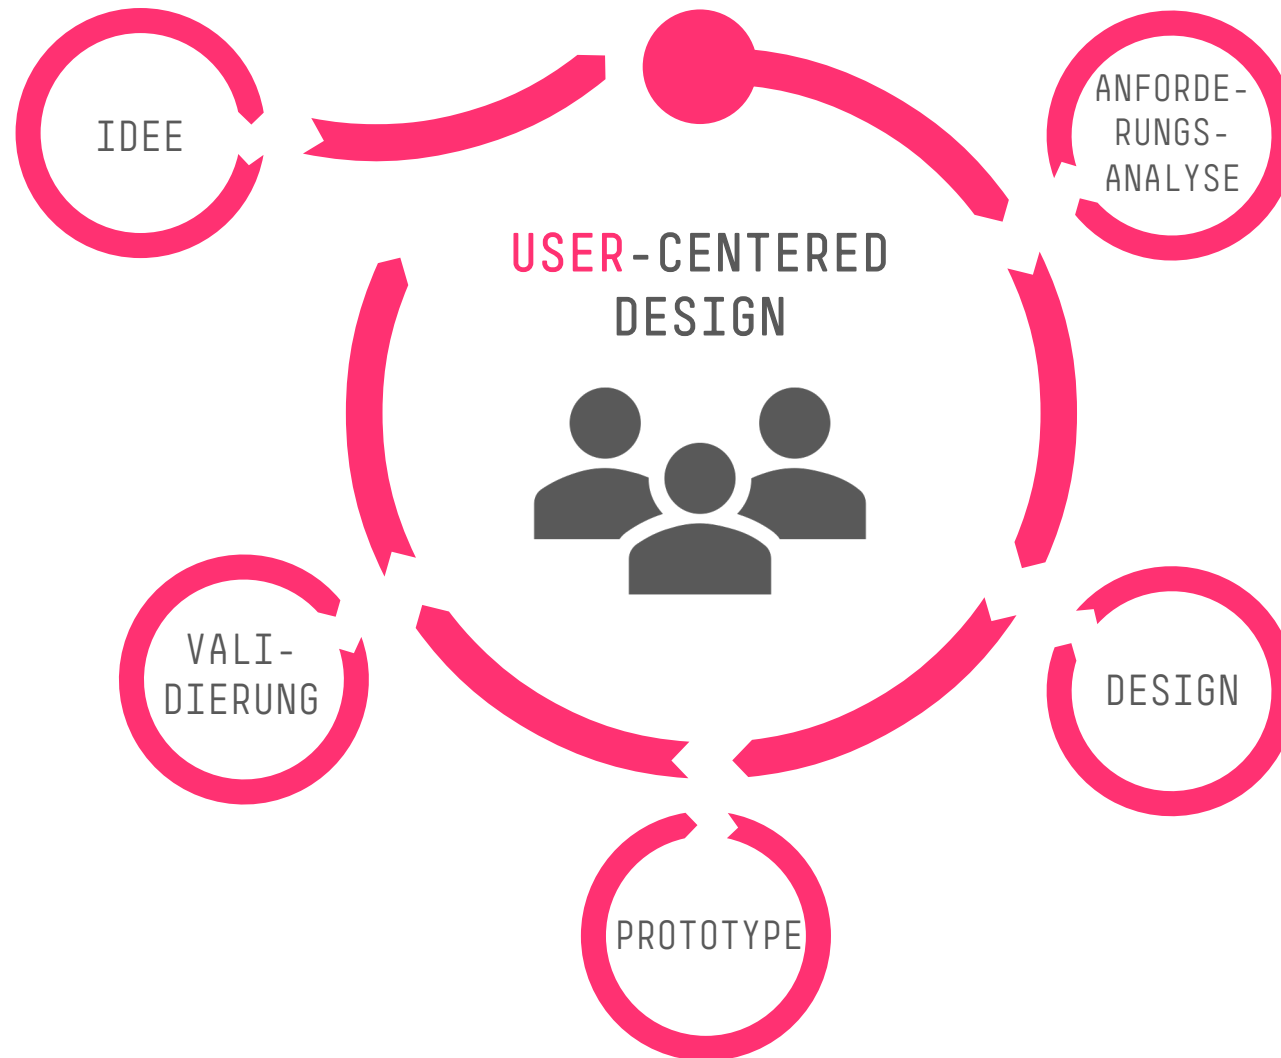 IDEE
ANFORDE-
RUNGS-
ANALYSE
USER-CENTERED
DESIGN
VALI-
DIERUNG
DESIGN
PROTOTYPE